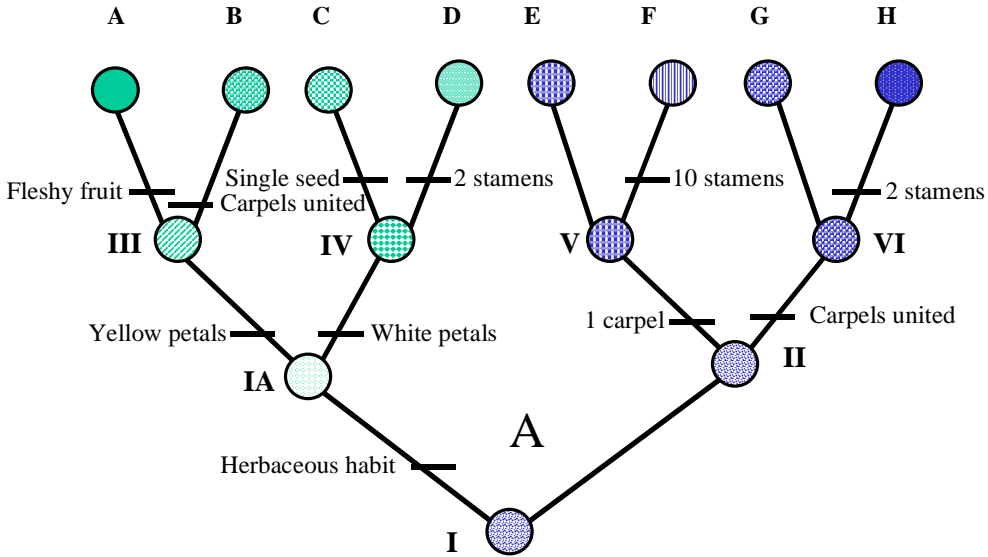 A B C D E F G H
Fleshy fruit
Single seed
2 stamens
10 stamens
2 stamens
Carpels united
III
IV
V
VI
Yellow petals
White petals
1 carpel
Carpels united
IA
II
A
Herbaceous habit
I